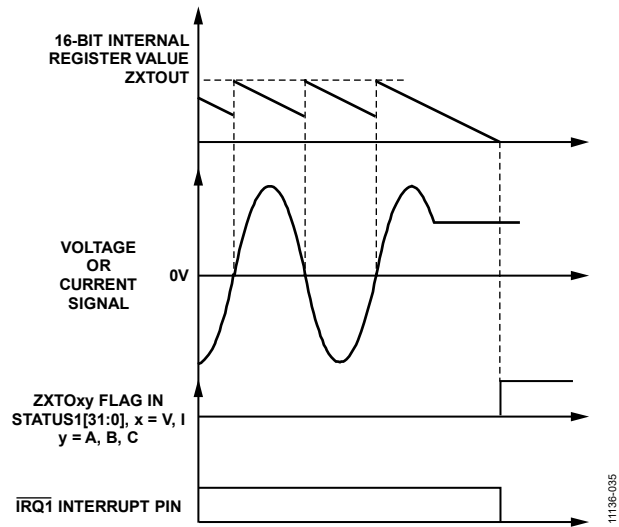 16-BIT INTERNAL
REGISTER VALUE
ZXTOUT
VOLTAGE
OR
CURRENT
SIGNAL
0V
ZXTOxy FLAG IN
STATUS1[31:0], x = V, I
y = A, B, C
IRQ1 INTERRUPT PIN
11136-035